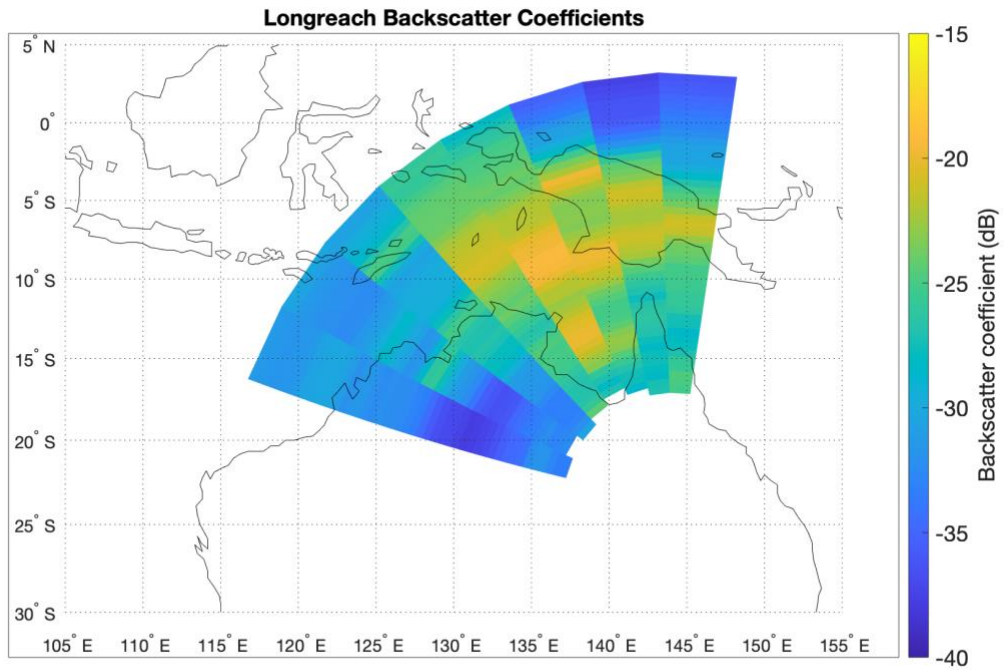 Longreach Backscatter Coefficients
5° N
0°
5° S
10° S
15° S
20° S
25° S
30° S
105° E 110° E 115° E 120° E 125° E 130° E 135° E 140° E 145° E 150° E 155° E
-15
-20
-25
-30
-35
-40
Backscatter coefficient (dB)